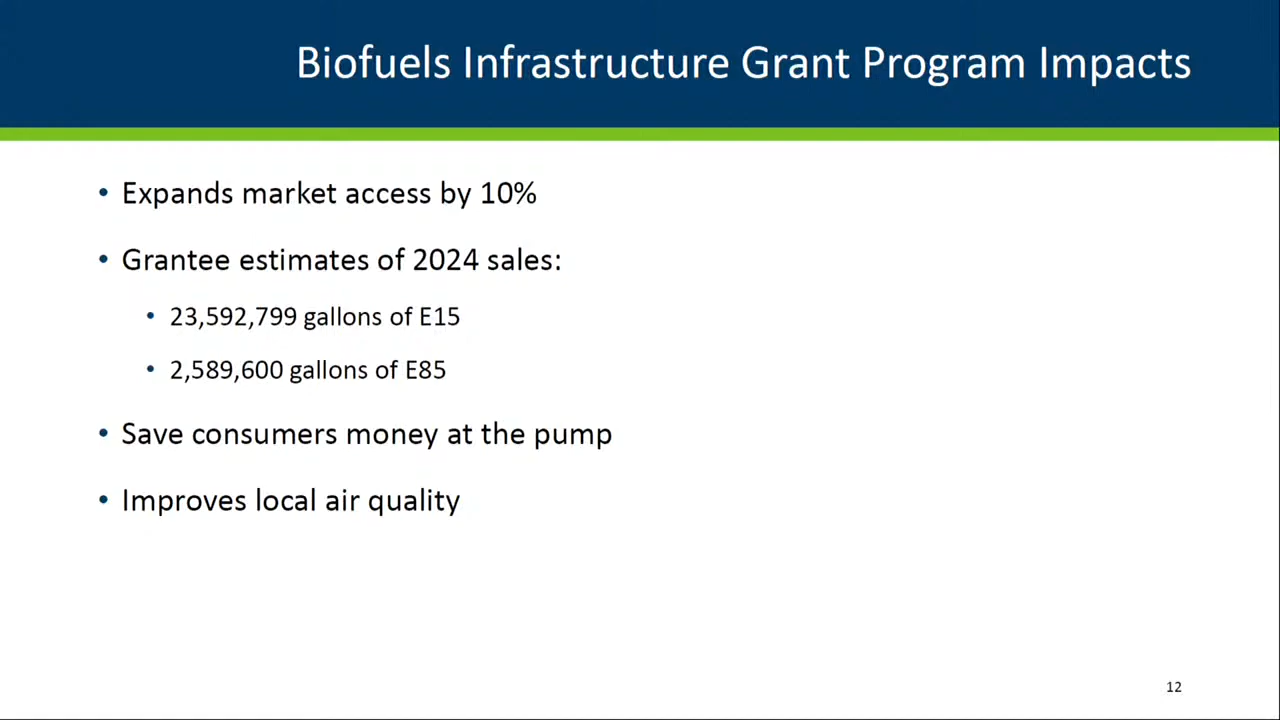 Biofuels Infrastructure Grant Program Impacts
• Expands market access by 10%
• Grantee estimates of 2024 sales:
• 23,592,799 gallons of E15
• 2,589,600 gallons of E85
• Save consumers money at the pump
• Improves local air quality
12